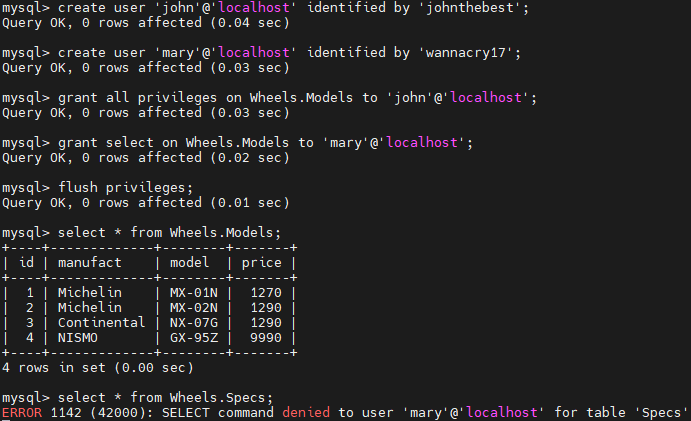 mysql> create user 'john'@'localhost' identified by 'johnthebest';
Query OK, 0 rows affected (0.04 sec)
mysql> create user 'mary'@'localhost' identified by 'wannacry17';
Query OK, 0 rows affected (0.03 sec)
mysql> grant all privileges on Wheels.Models to 'john'@'localhost';
Query OK, 0 rows affected (0.03 sec)
mysql> grant select on Wheels.Models to 'mary'@'localhost';
Query OK, 0 rows affected (0.02 sec)
mysql> flush privileges;
Query OK, 0 rows affected (0.01 sec)
mysql> select * from Wheels.Models;
+----+-------------+--------+-------+
| id | manufact    | model  | price |
+----+-------------+--------+-------+
|  1 | Michelin    | MX-01N |  1270 |
|  2 | Michelin    | MX-02N |  1290 |
|  3 | Continental | NX-07G |  1290 |
|  4 | NISMO       | GX-95Z |  9990 |
+----+-------------+--------+-------+
4 rows in set (0.00 sec)
mysql> select * from Wheels.Specs;
ERROR 1142 (42000): SELECT command denied to user 'mary'@'localhost' for table 'Specs'